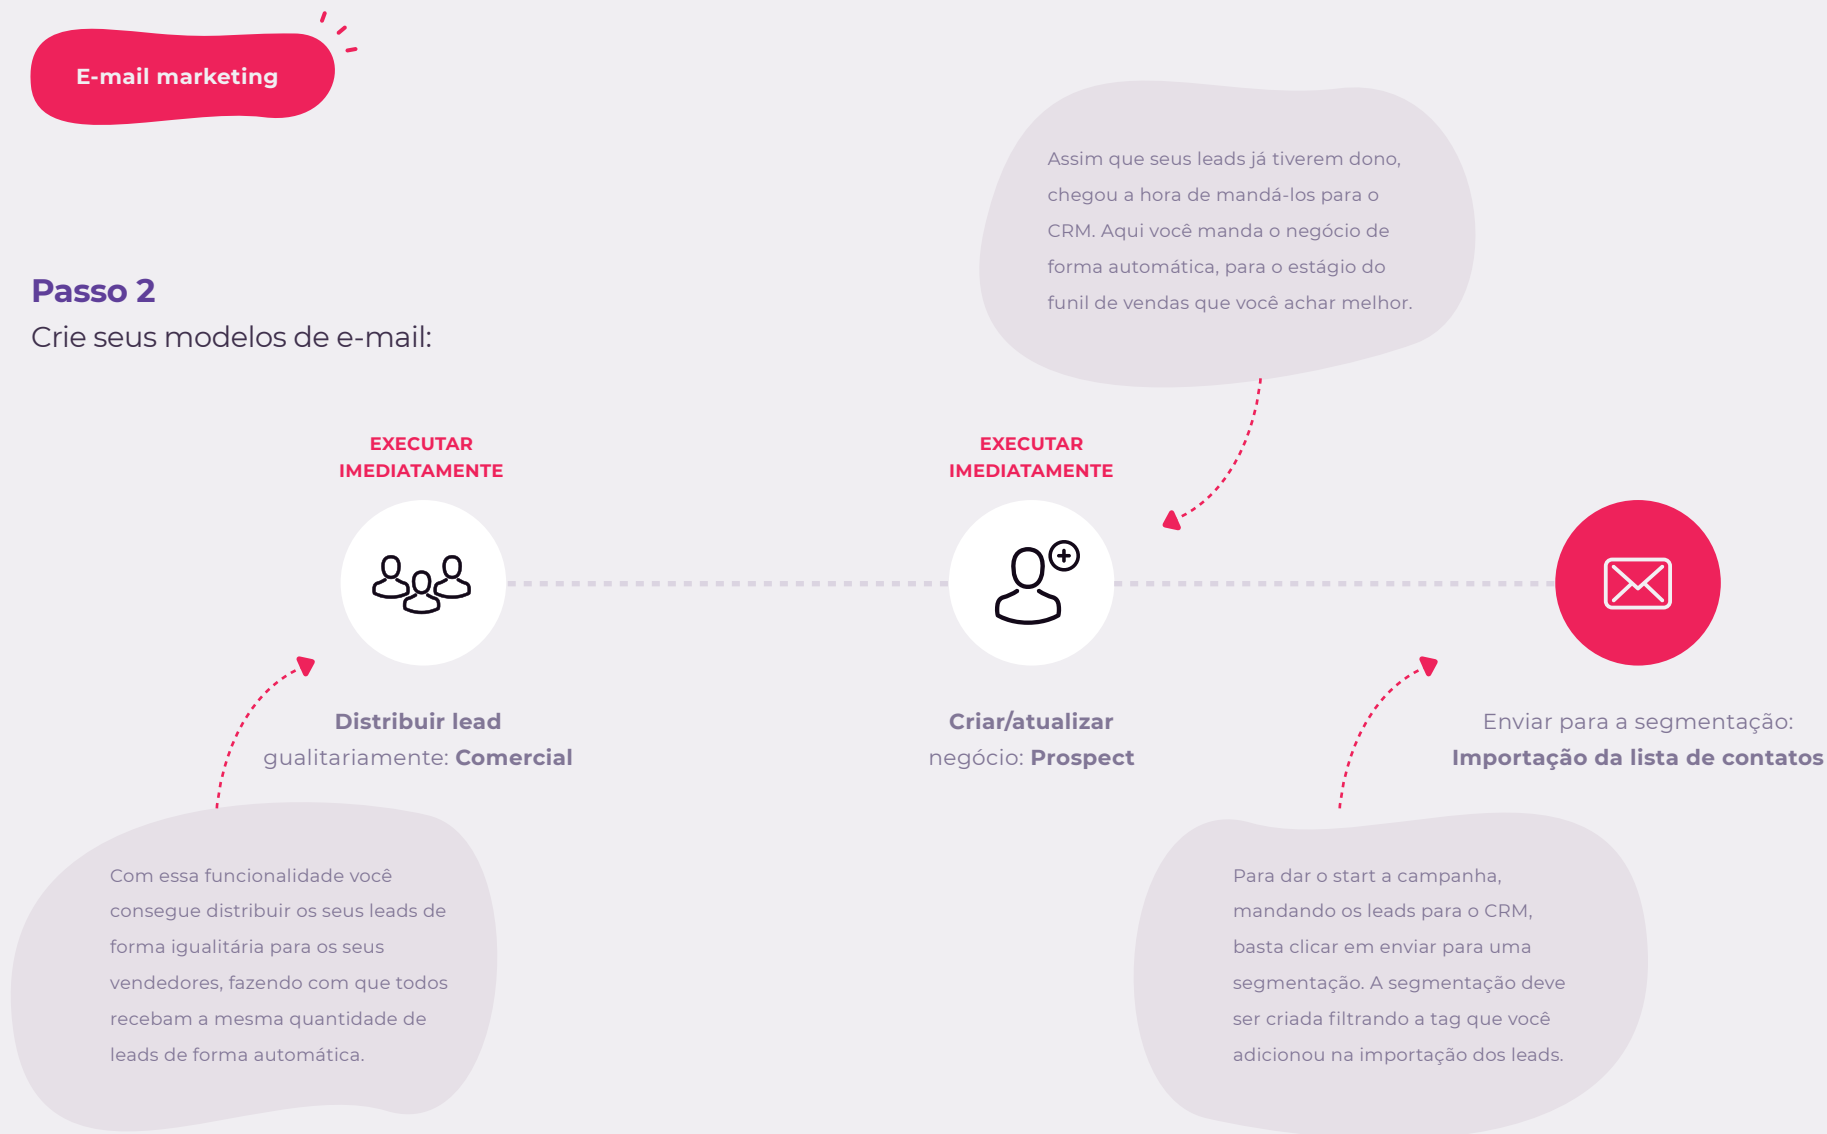 E-mail marketing
Assim que seus leads já tiverem dono,
chegou a hora de mandá-los para o
CRM. Aqui você manda o negócio de
forma automática, para o estágio do
funil de vendas que você achar melhor.
Passo 2
Crie seus modelos de e-mail:
EXECUTAR
IMEDIATAMENTE
EXECUTAR
IMEDIATAMENTE
Distribuir lead
gualitariamente: Comercial
Criar/atualizar
negócio: Prospect
Enviar para a segmentação:
Importação da lista de contatos
Com essa funcionalidade você
consegue distribuir os seus leads de
forma igualitária para os seus
vendedores, fazendo com que todos
recebam a mesma quantidade de
leads de forma automática.
Para dar o start a campanha,
mandando os leads para o CRM,
basta clicar em enviar para uma
segmentação. A segmentação deve
ser criada filtrando a tag que você
adicionou na importação dos leads.